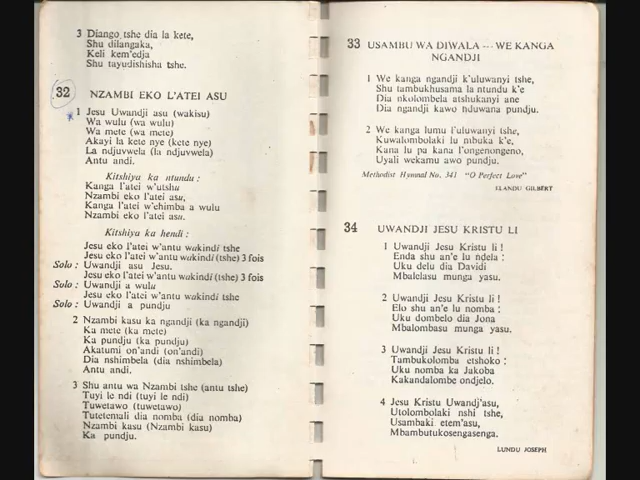 3 Diango tshe dia la kete,
Shu dilangaka,
Keli kem'edja
Shu tayudishisha tshe.
32 NZAMBI EKO L'ATEI ASU
1 Jesu Uwandji asu (wakisu)
Wa wulu (wa wulu)
Wa mete (wa mete)
Akayi la kete nye (kete nye)
La ndjuvwela (la ndjuvwela)
Antu andi.
Kitshiya ka ntundu :
Kanga l'atei w'utshu
Nzambi eko l'atei asu,
Kanga l'atei w'ehimba a wulu
Nzambi eko l'atei asu.
Kitshiya ka hendi :
Jesu eko l'atei w'antu wakindi tshe
Jesu eko l'atei w'antu wakindi (tshe) 3 fois
Solo : Uwandji asu Jesu.
Jesu eko l'atei w'antu wakindi (tshe) 3 fois
Solo : Uwandji a wulu
Jesu eko l'atei w'antu wakindi tshe
Solo : Uwandji a pundju
2 Nzambi kasu ka ngandji (ka ngandji)
Ka mete (ka mete)
Ka pundju (ka pundju)
Akatumi on'andi (on'andi)
Dia nshimbela (dia nshimbela)
Antu andi.
3 Shu antu wa Nzambi tshe (antu tshe)
Tuyi le ndi (tuyi le ndi)
Tuwetawo (tuwetawo)
Tutetemali dia nomba (dia nomba)
Nzambi kasu (Nzambi kasu)
Ka pundju.
33 USAMBU WA DIWALA --- WE KANGA
NGANDJI
1 We kanga ngandji k'uluwanyi tshe,
Shu tambukhusama la ntundu k'e
Dia nkolombela atshukanyi ane
Dia ngandji kawo nduwana pundju.
2 We kanga lumu l'uluwanyi tshe,
Kuwalombolaki lu mbuka k'e,
Kana lu pa kana l'ongenongeno,
Uyali wekamu awo pundju.
Methodist Hymnal No. 341 "O Perfect Love"
ELANDU GILBERT
34 UWANDJI JESU KRISTU LI
1 Uwandji Jesu Kristu li !
Enda shu an'e lu ndela :
Uku delu dia Davidi
Mbalelasu munga yasu.
2 Uwandji Jesu Kristu li !
Elo shu an'e lu nomba :
Uku dombelo dia Jona
Mbalombasu munga yasu.
3 Uwandji Jesu Kristu li !
Tambukolomba etshoko :
Uku nomba ka Jakoba
Kakandalombe ondjelo.
4 Jesu Kristu Uwandj'asu,
Utolombolaki nshi tshe,
Usambaki etem'asu,
Mbambutukosengasenga.
LUNDU JOSEPH